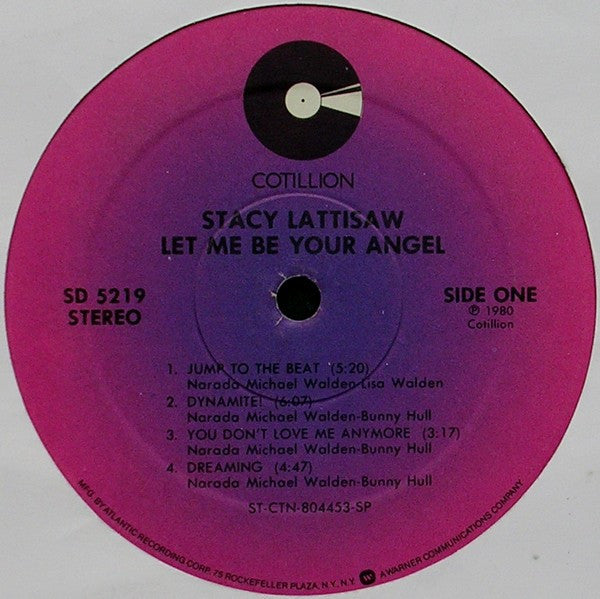 COTILLION
STACY LATTISAW
LET ME BE YOUR ANGEL
SD 5219
STEREO
SIDE ONE
℗ 1980
Cotillion
1. JUMP TO THE BEAT (5:20)
Narada Michael Walden-Lisa Walden
2. DYNAMITE! (6:07)
Narada Michael Walden-Bunny Hull
3. YOU DON'T LOVE ME ANYMORE (3:17)
Narada Michael Walden-Bunny Hull
4. DREAMING (4:47)
Narada Michael Walden-Bunny Hull
ST-CTN-804453-SP
MFG. BY ATLANTIC RECORDING CORP. 75 ROCKEFELLER PLAZA, N.Y., N.Y. W A WARNER COMMUNICATIONS COMPANY